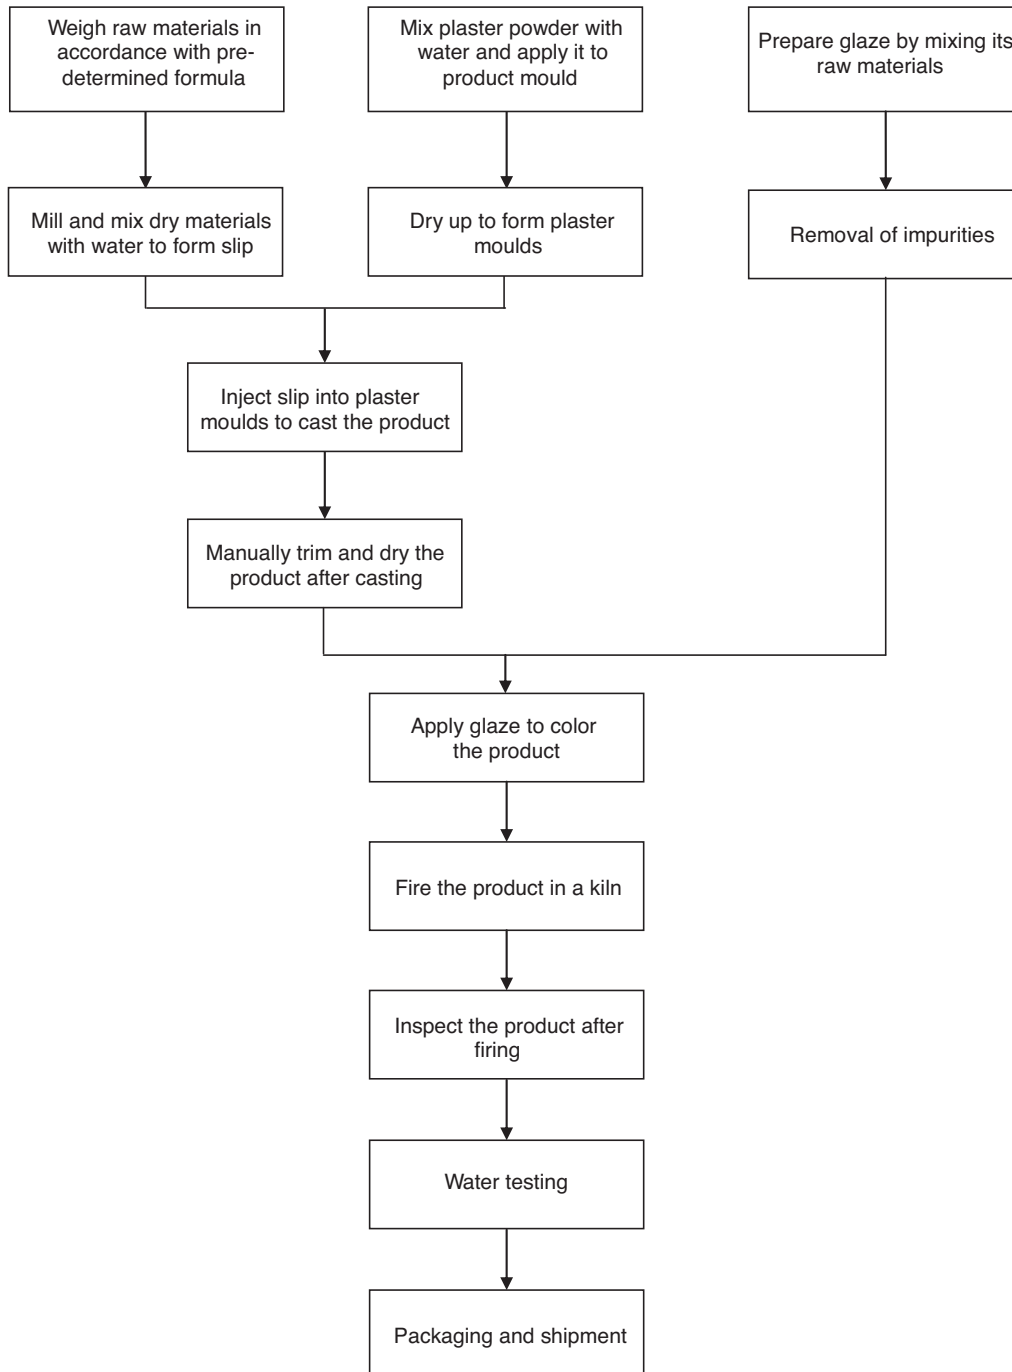 Weigh raw materials in
accordance with pre-
determined formula
Mix plaster powder with
water and apply it to
product mould
Prepare glaze by mixing its
raw materials
Mill and mix dry materials
with water to form slip
Dry up to form plaster
moulds
Removal of impurities
Inject slip into plaster
moulds to cast the product
Manually trim and dry the
product after casting
Apply glaze to color
the product
Fire the product in a kiln
Inspect the product after
firing
Water testing
Packaging and shipment